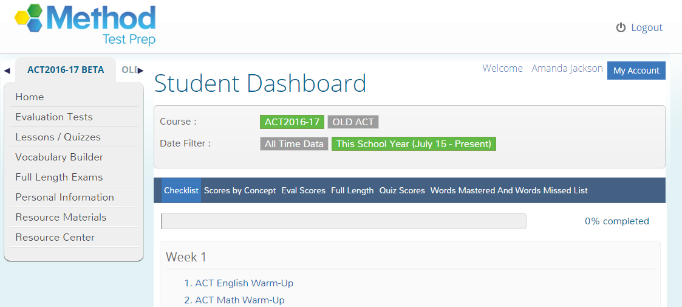 Method
Test Prep
Logout
ACT2016-17 BETA
OLD
Home
Evaluation Tests
Lessons / Quizzes
Vocabulary Builder
Full Length Exams
Personal Information
Resource Materials
Resource Center
Welcome Amanda Jackson My Account
Student Dashboard
Course : ACT2016-17 OLD ACT
Date Filter : All Time Data This School Year (July 15 - Present)
Checklist Scores by Concept Eval Scores Full Length Quiz Scores Words Mastered And Words Missed List
0% completed
Week 1
1. ACT English Warm-Up
2. ACT Math Warm-Up